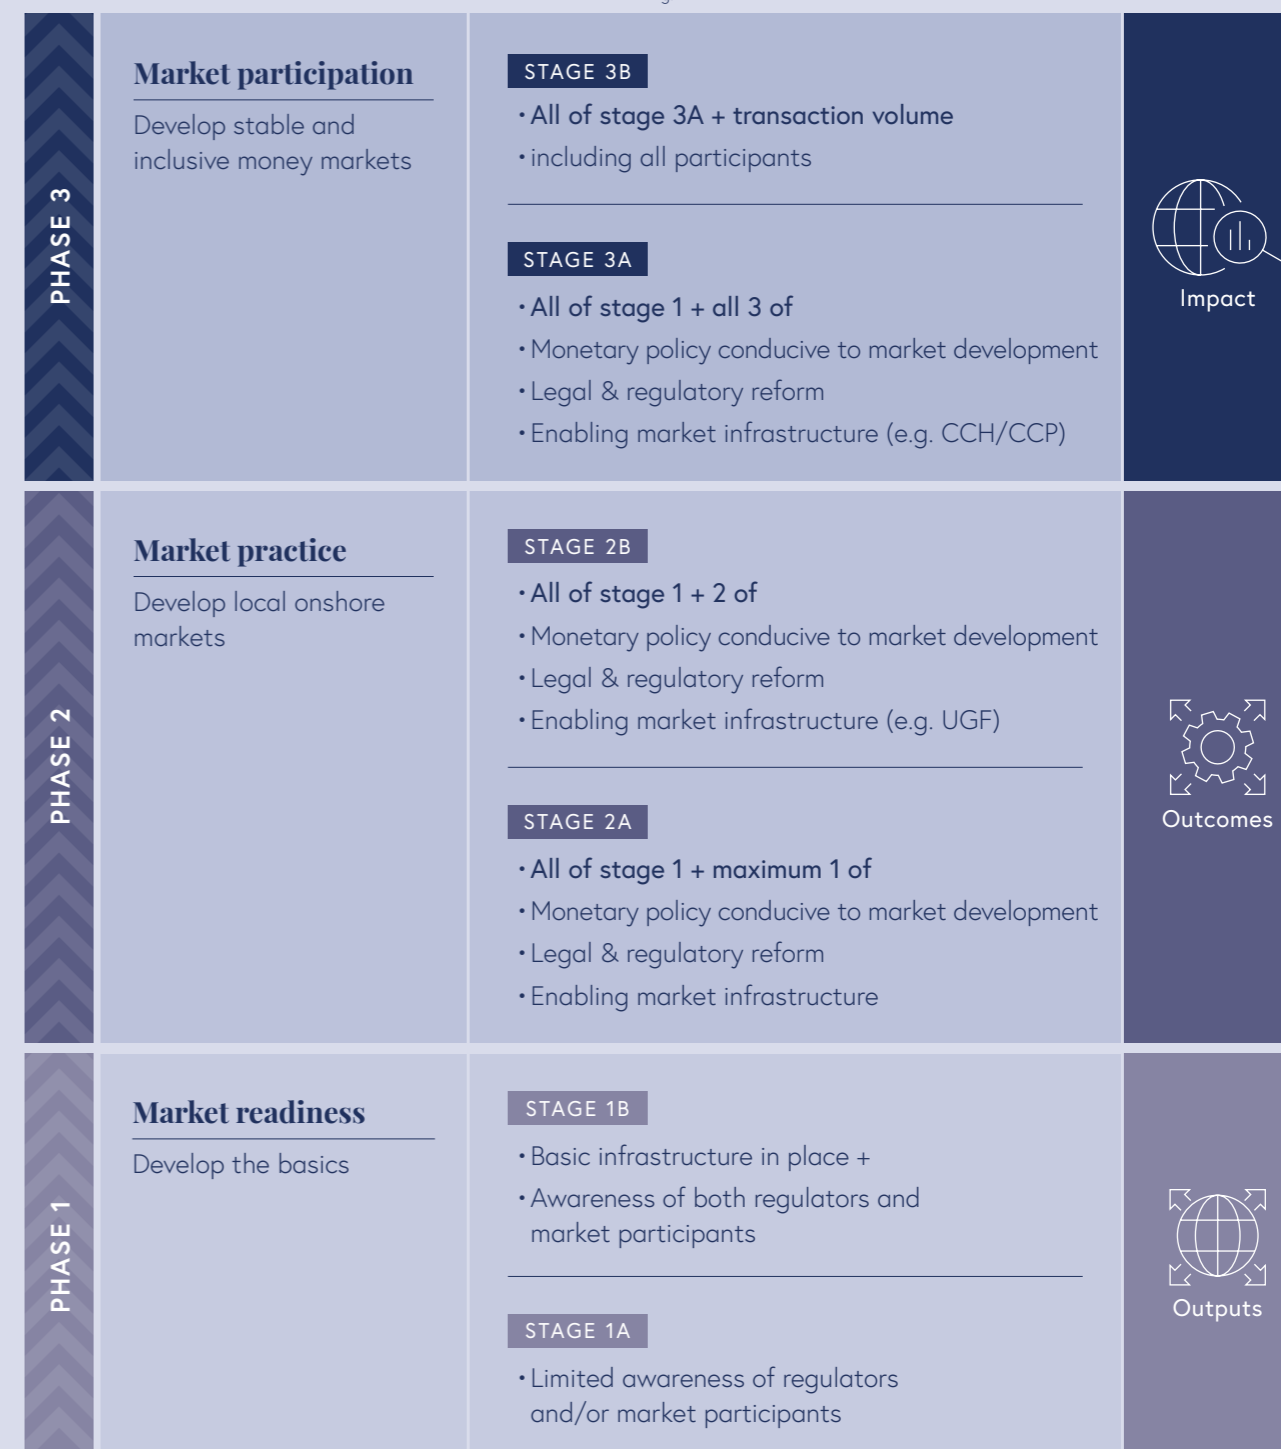 PHASE 3
Market participation
Develop stable and
inclusive money markets
STAGE 3B
• All of stage 3A + transaction volume
• including all participants
STAGE 3A
• All of stage 1 + all 3 of
• Monetary policy conducive to market development
• Legal & regulatory reform
• Enabling market infrastructure (e.g. CCH/CCP)
Impact
PHASE 2
Market practice
Develop local onshore
markets
STAGE 2B
• All of stage 1 + 2 of
• Monetary policy conducive to market development
• Legal & regulatory reform
• Enabling market infrastructure (e.g. UGF)
STAGE 2A
• All of stage 1 + maximum 1 of
• Monetary policy conducive to market development
• Legal & regulatory reform
• Enabling market infrastructure
Outcomes
PHASE 1
Market readiness
Develop the basics
STAGE 1B
• Basic infrastructure in place +
• Awareness of both regulators and
market participants
STAGE 1A
• Limited awareness of regulators
and/or market participants
Outputs